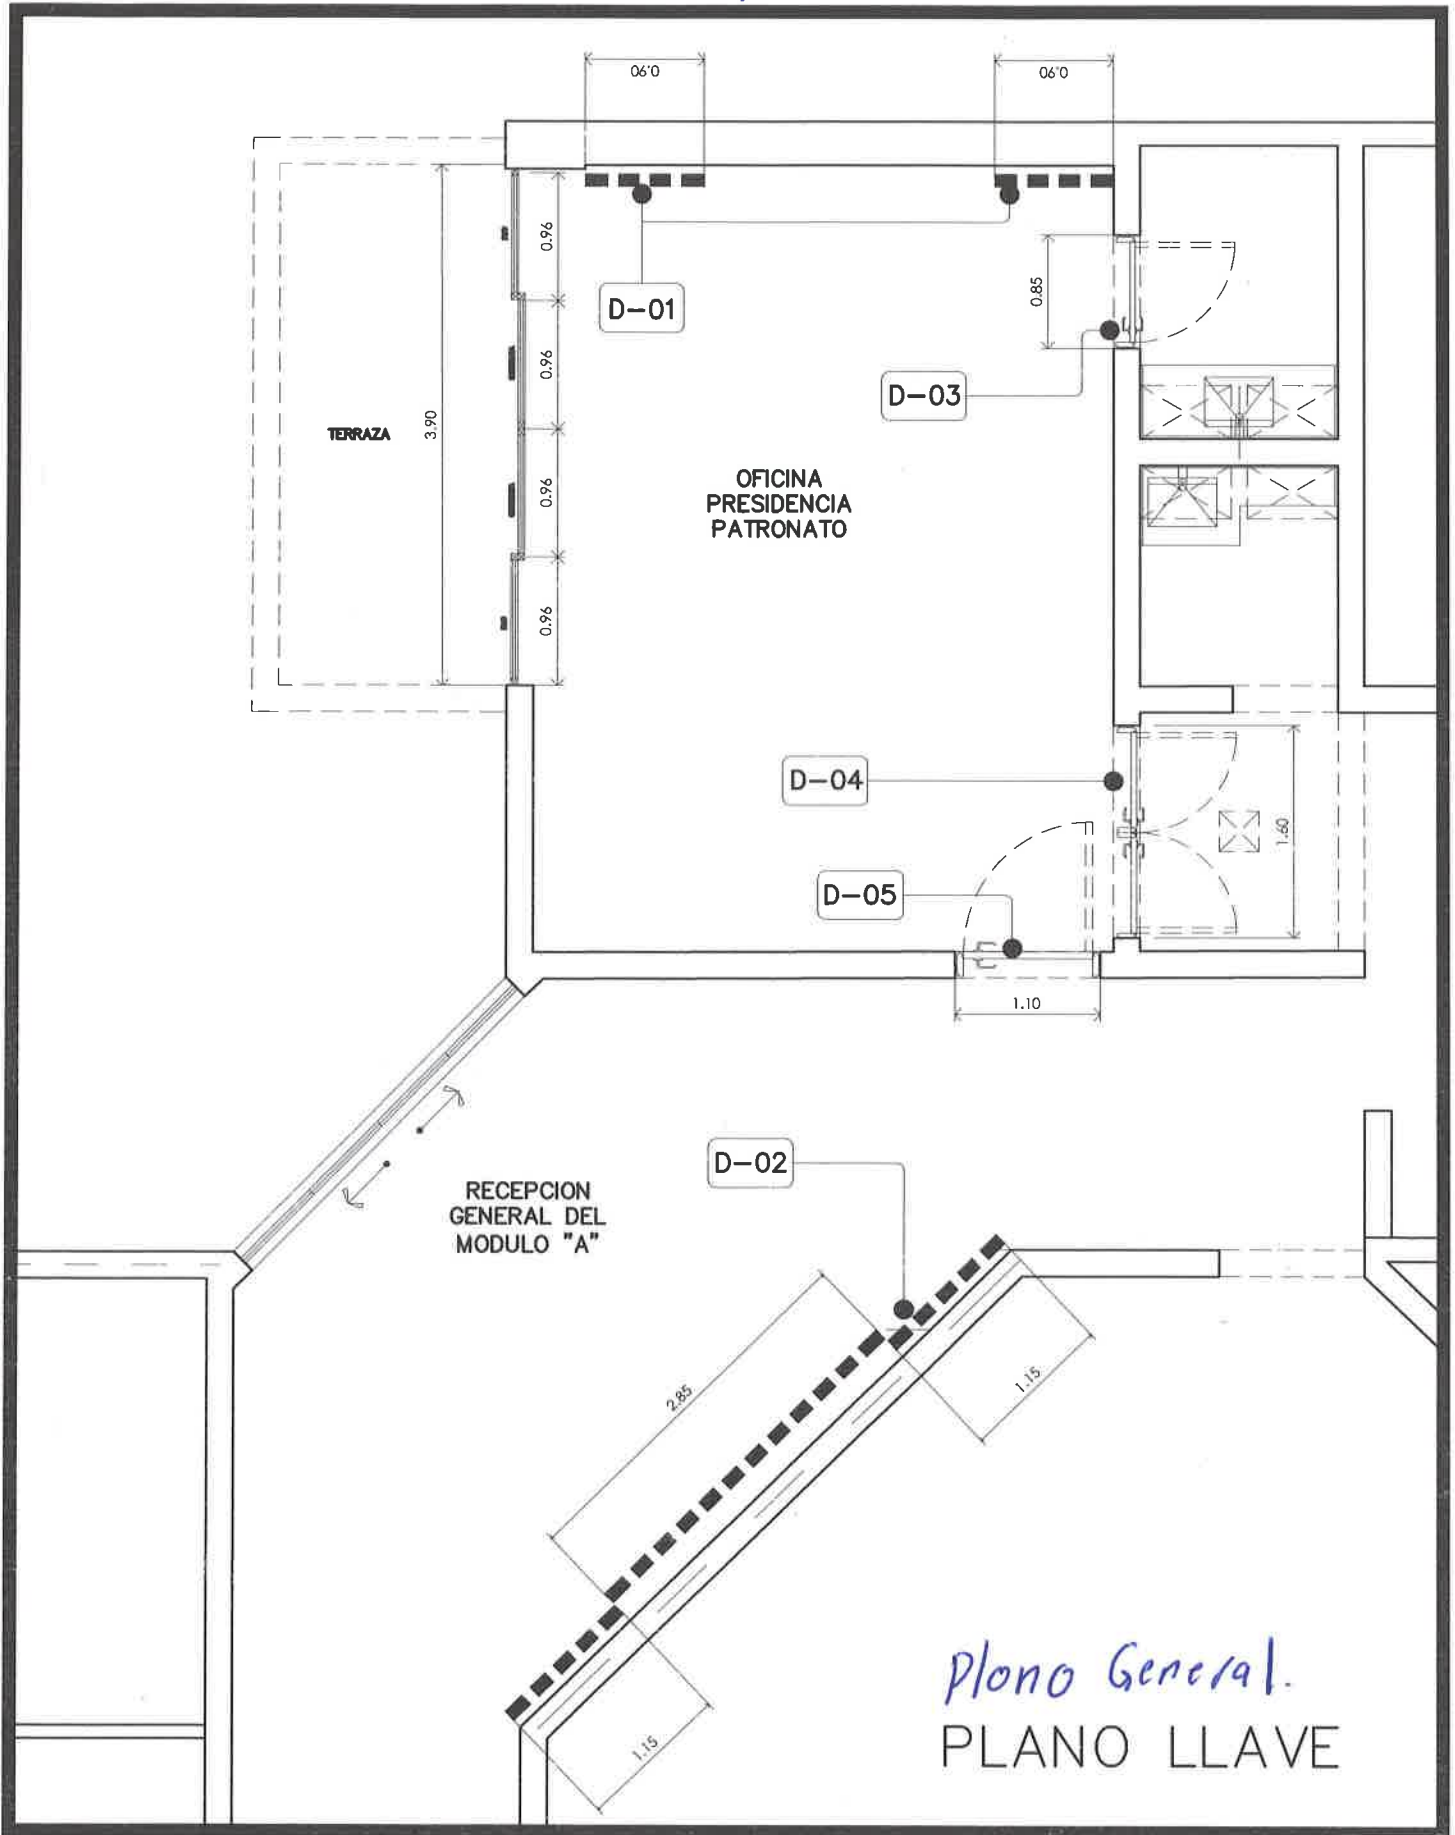 0.90
0.90
0.96
D-01
0.85
0.96
D-03
TERRAZA
3.90
OFICINA
PRESIDENCIA
PATRONATO
0.96
0.96
D-04
1.60
D-05
1.10
D-02
RECEPCION
GENERAL DEL
MODULO "A"
2.85
1.15
1.15
Plano General.
PLANO LLAVE